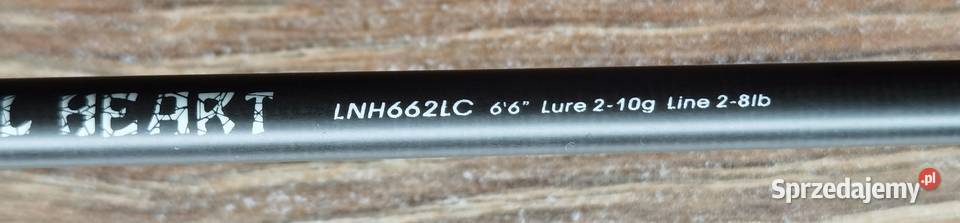 L HEART LNH662LC 6'6" Lure 2-10g Line 2-8lb
Sprzedajemy.pl